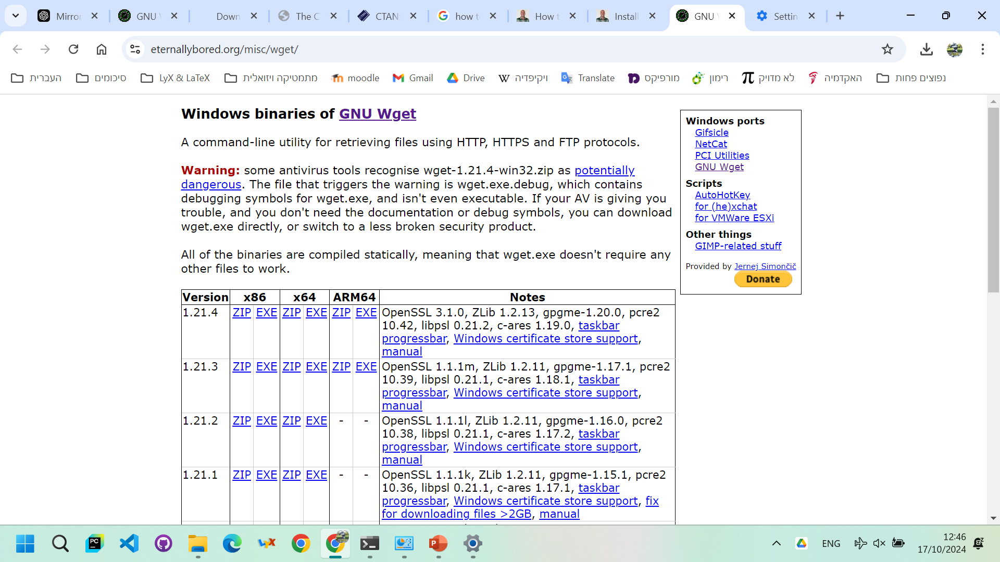 Mirror
GNU
Down
The C
CTAN
how t
How t
Install
GNU
Settin
eternallybored.org/misc/wget/
העברית
סיכומים
LyX & LaTeX
מתמטיקה ויזואלית
moodle
Gmail
Drive
ויקיפדיה
Translate
מורפיקס
רימון
לא מדויק
האקדמיה
נפוצים פחות
Windows binaries of GNU Wget
A command-line utility for retrieving files using HTTP, HTTPS and FTP protocols.
Warning: some antivirus tools recognise wget-1.21.4-win32.zip as potentially
dangerous. The file that triggers the warning is wget.exe.debug, which contains
debugging symbols for wget.exe, and isn't even executable. If your AV is giving you
trouble, and you don't need the documentation or debug symbols, you can download
wget.exe directly, or switch to a less broken security product.
All of the binaries are compiled statically, meaning that wget.exe doesn't require any
other files to work.
Version x86 x64 ARM64 Notes
1.21.4 ZIP EXE ZIP EXE ZIP EXE OpenSSL 3.1.0, ZLib 1.2.13, gpgme-1.20.0, pcre2
10.42, libpsl 0.21.2, c-ares 1.19.0, taskbar
progressbar, Windows certificate store support,
manual
1.21.3 ZIP EXE ZIP EXE ZIP EXE OpenSSL 1.1.1m, ZLib 1.2.11, gpgme-1.17.1, pcre2
10.39, libpsl 0.21.1, c-ares 1.18.1, taskbar
progressbar, Windows certificate store support,
manual
1.21.2 ZIP EXE ZIP EXE - - OpenSSL 1.1.1l, ZLib 1.2.11, gpgme-1.16.0, pcre2
10.38, libpsl 0.21.1, c-ares 1.17.2, taskbar
progressbar, Windows certificate store support,
manual
1.21.1 ZIP EXE ZIP EXE - - OpenSSL 1.1.1k, ZLib 1.2.11, gpgme-1.15.1, pcre2
10.36, libpsl 0.21.1, c-ares 1.17.1, taskbar
progressbar, Windows certificate store support, fix
for downloading files >2GB, manual
Windows ports
Gifsicle
NetCat
PCI Utilities
GNU Wget
Scripts
AutoHotKey
for (he)xchat
for VMWare ESXi
Other things
GIMP-related stuff
Provided by Jernej Simončič
Donate
ENG
12:46
17/10/2024